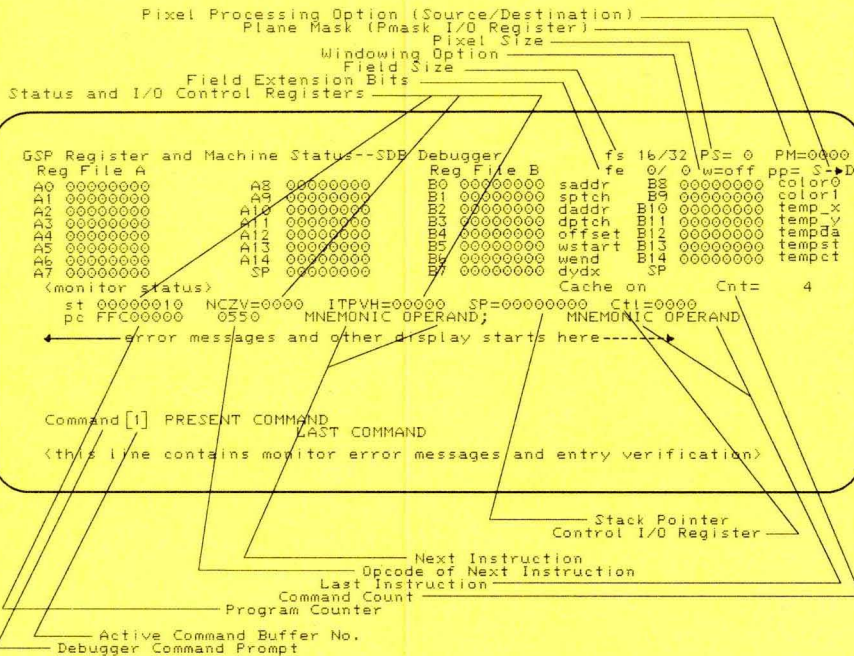 Pixel Processing Option (Source/Destination)
Plane Mask (Pmask I/O Register)
Pixel Size
Windowing Option
Field Size
Field Extension Bits
Status and I/O Control Registers
GSP Register and Machine Status--SDB Debugger fs 16/32 PS= 0 PM=0000
Reg File A Reg File B fe 0/ 0 w=off pp= S-→D
A0 00000000 A8 00000000 B0 00000000 saddr B8 00000000 color0
A1 00000000 A9 00000000 B1 00000000 sptch B9 00000000 color1
A2 00000000 A10 00000000 B2 00000000 daddr B10 00000000 temp_x
A3 00000000 A11 00000000 B3 00000000 dptch B11 00000000 temp_y
A4 00000000 A12 00000000 B4 00000000 offset B12 00000000 tempda
A5 00000000 A13 00000000 B5 00000000 wstart B13 00000000 tempst
A6 00000000 A14 00000000 B6 00000000 wend B14 00000000 tempct
A7 00000000 SP 00000000 B7 00000000 dydx SP
<monitor status> Cache on Cnt= 4
st 00000010 NCZV=0000 ITPVH=00000 SP=00000000 Ctl=0000
pc FFC00000 0550 MNEMONIC OPERAND; MNEMONIC OPERAND
error messages and other display starts here
Command[1] PRESENT COMMAND
LAST COMMAND
<this line contains monitor error messages and entry verification>
Stack Pointer
Control I/O Register
Next Instruction
Opcode of Next Instruction
Last Instruction
Command Count
Program Counter
Active Command Buffer No.
Debugger Command Prompt